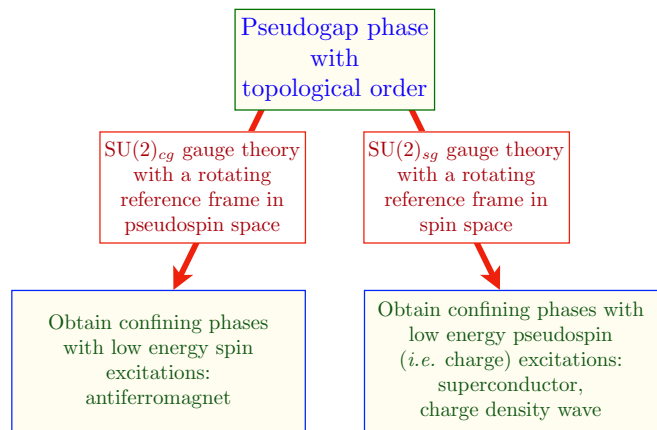 Pseudogap phase
with
topological order
SU(2)cg gauge theory
with a rotating
reference frame in
pseudospin space
SU(2)sg gauge theory
with a rotating
reference frame in
spin space
Obtain confining phases
with low energy spin
excitations:
antiferromagnet
Obtain confining phases with
low energy pseudospin
(i.e. charge) excitations:
superconductor,
charge density wave